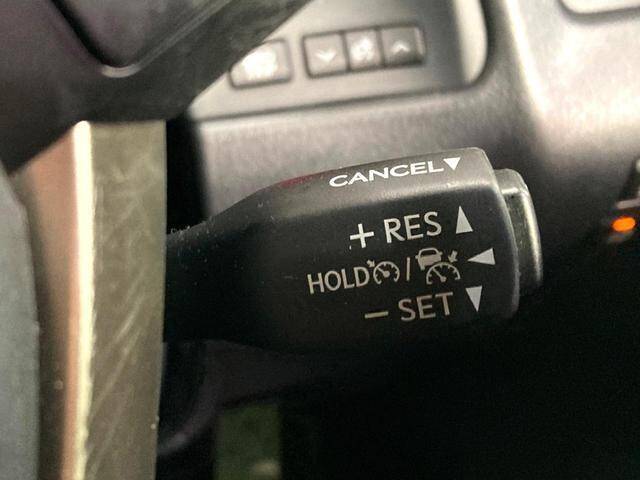 CANCEL
+ RES
HOLD /
- SET